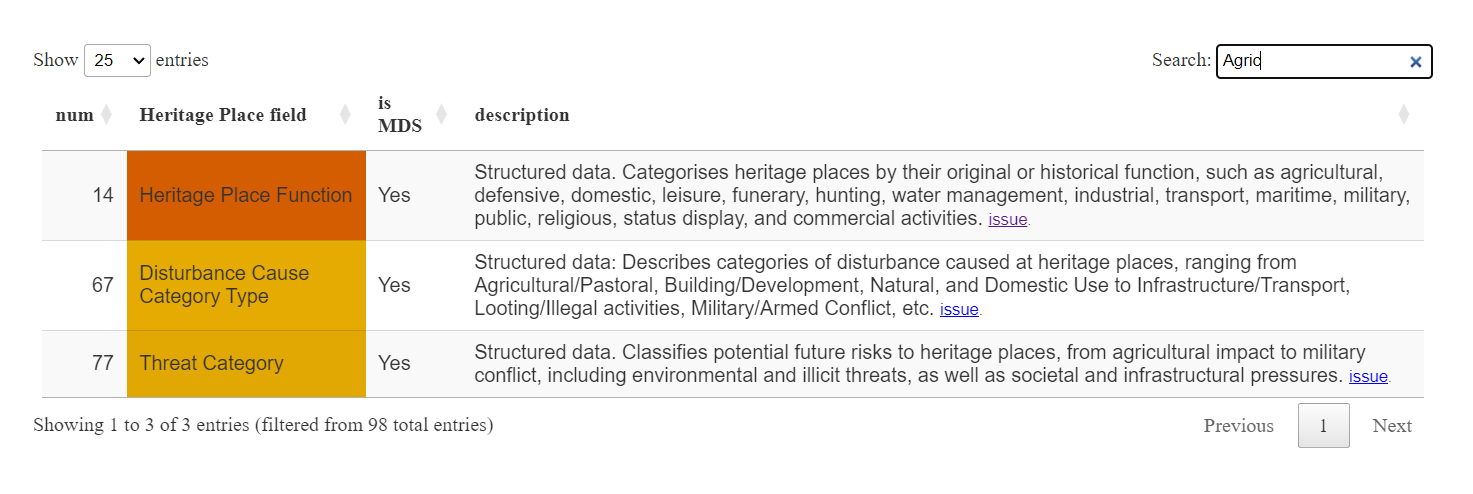 Show 25 entries Search: Agric
num Heritage Place field is MDS description
14 Heritage Place Function Yes Structured data. Categorises heritage places by their original or historical function, such as agricultural,
defensive, domestic, leisure, funerary, hunting, water management, industrial, transport, maritime, military,
public, religious, status display, and commercial activities. issue.
67 Disturbance Cause Category Type Yes Structured data: Describes categories of disturbance caused at heritage places, ranging from
Agricultural/Pastoral, Building/Development, Natural, and Domestic Use to Infrastructure/Transport,
Looting/Illegal activities, Military/Armed Conflict, etc. issue.
77 Threat Category Yes Structured data. Classifies potential future risks to heritage places, from agricultural impact to military
conflict, including environmental and illicit threats, as well as societal and infrastructural pressures. issue.
Showing 1 to 3 of 3 entries (filtered from 98 total entries) Previous 1 Next